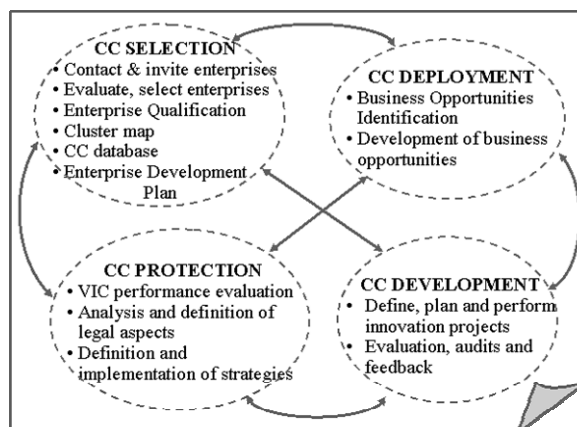 CC SELECTION
• Contact & invite enterprises
• Evaluate, select enterprises
• Enterprise Qualification
• Cluster map
• CC database
• Enterprise Development
Plan
CC DEPLOYMENT
• Business Opportunities
Identification
• Development of business
opportunities
CC PROTECTION
• VIC performance evaluation
• Analysis and definition of
legal aspects
• Definition and
implementation of strategies
CC DEVELOPMENT
• Define, plan and perform
innovation projects
• Evaluation, audits and
feedback